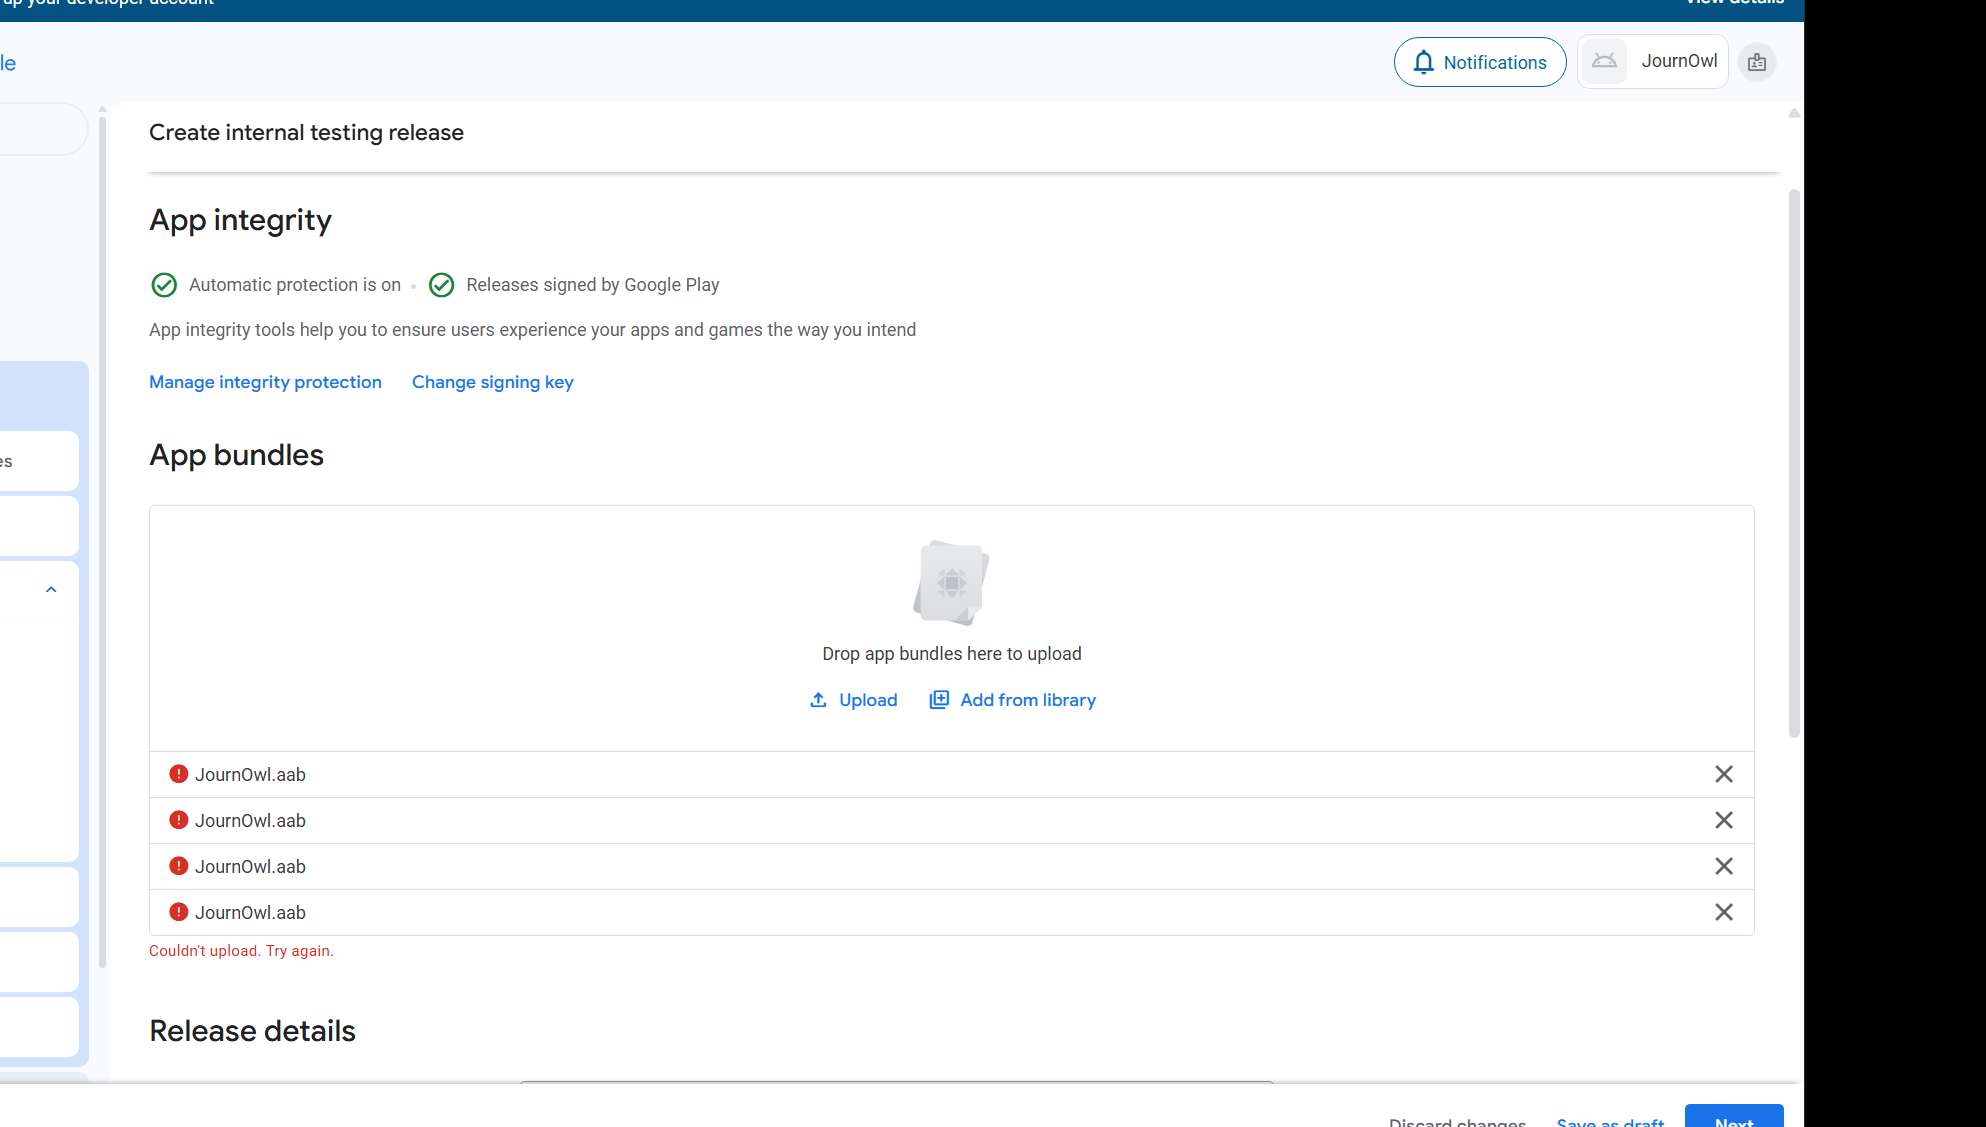 up your developer account
View details
le
Notifications
JournOwl
Create internal testing release
App integrity
Automatic protection is on • Releases signed by Google Play
App integrity tools help you to ensure users experience your apps and games the way you intend
Manage integrity protection Change signing key
App bundles
es
Drop app bundles here to upload
Upload Add from library
JournOwl.aab
JournOwl.aab
JournOwl.aab
JournOwl.aab
Couldn't upload. Try again.
Release details
Discard changes Save as draft Next